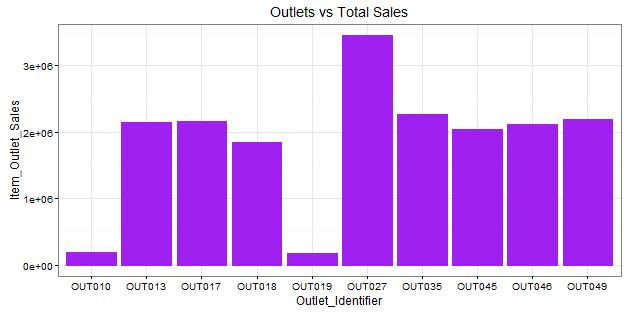 Outlets vs Total Sales
Item_Outlet_Sales
3e+06
2e+06
1e+06
0e+00
OUT010 OUT013 OUT017 OUT018 OUT019 OUT027 OUT035 OUT045 OUT046 OUT049
Outlet_Identifier